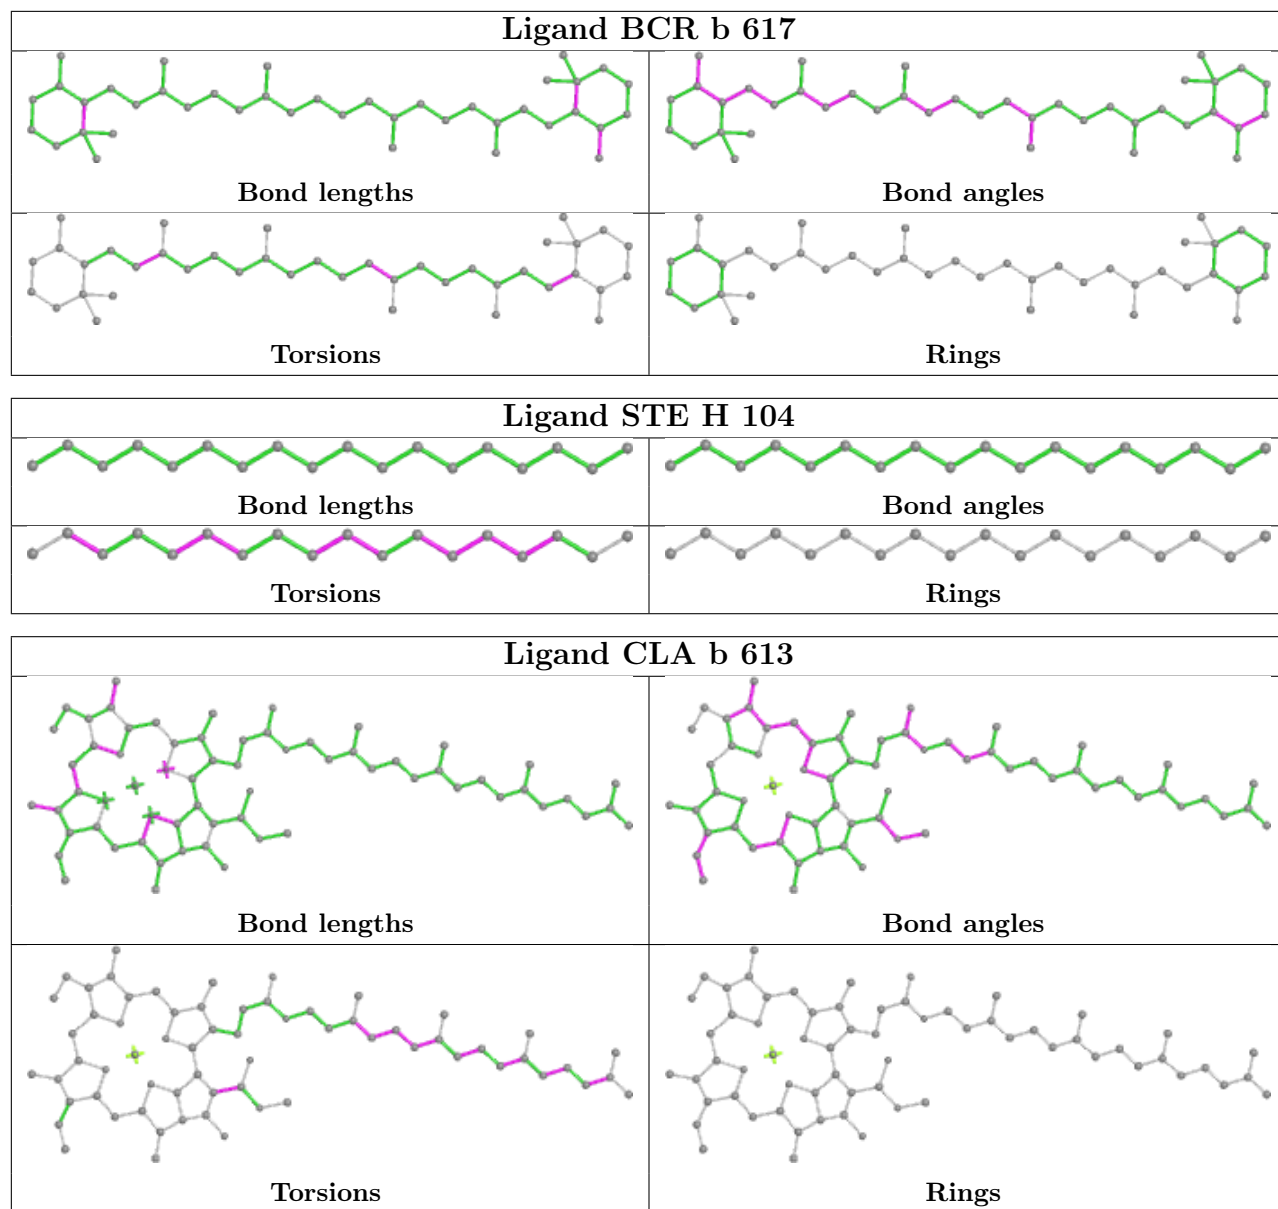 Ligand BCR b 617
Bond lengths
Bond angles
Torsions
Rings
Ligand STE H 104
Bond lengths
Bond angles
Torsions
Rings
Ligand CLA b 613
Bond lengths
Bond angles
Torsions
Rings